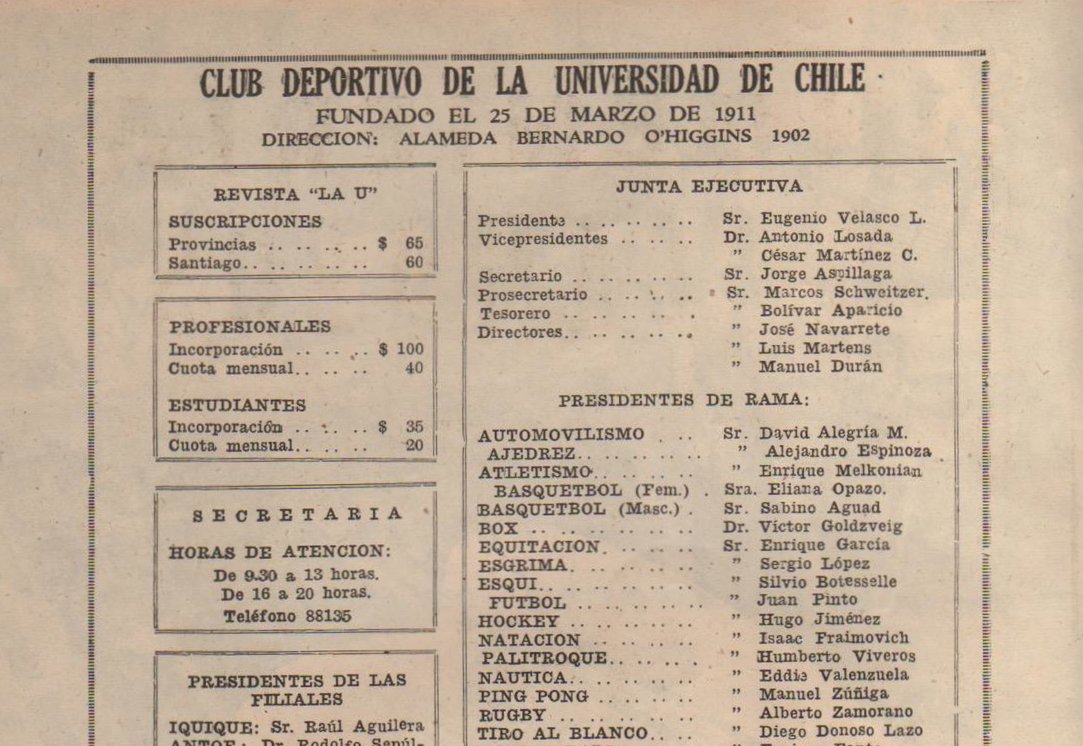 CLUB DEPORTIVO DE LA UNIVERSIDAD DE CHILE
FUNDADO EL 25 DE MARZO DE 1911
DIRECCION: ALAMEDA BERNARDO O'HIGGINS 1902
REVISTA “LA U”
SUSCRIPCIONES
Provincias .. .. .. .. $ 65
Santiago.. .. .. .. .. 60
PROFESIONALES
Incorporación .. .. .. $ 100
Cuota mensual.. .. .. 40
ESTUDIANTES
Incorporación .. .. .. $ 35
Cuota mensual.. .. .. 20
SECRETARIA
HORAS DE ATENCION:
De 9.30 a 13 horas.
De 16 a 20 horas.
Teléfono 88135
PRESIDENTES DE LAS
FILIALES
IQUIQUE: Sr. Raúl Aguilera
ANTOF.: Dr. Rodolfo Sepúl-
JUNTA EJECUTIVA
Presidente .. .. .. .. .. Sr. Eugenio Velasco L.
Vicepresidentes .. .. .. Dr. Antonio Losada
” César Martínez C.
Secretario .. .. .. .. .. Sr. Jorge Aspillaga
Prosecretario .. .. .. .. Sr. Marcos Schweitzer.
Tesorero .. .. .. .. .. . ” Bolívar Aparicio
Directores.. .. .. .. .. ” José Navarrete
” Luis Martens
” Manuel Durán
PRESIDENTES DE RAMA:
AUTOMOVILISMO . .. Sr. David Alegría M.
AJEDREZ.. .. .. .. .. .. ” Alejandro Espinoza
ATLETISMO.. .. .. .. ” Enrique Melkonian
BASQUETBOL (Fem.) . Sra. Eliana Opazo.
BASQUETBOL (Masc.) . Sr. Sabino Aguad
BOX .. .. .. .. .. .. .. Dr. Víctor Goldzveig
EQUITACION. .. .. .. Sr. Enrique García
ESGRIMA. .. .. .. .. .. ” Sergio López
ESQUI.. .. .. .. .. .. .. ” Silvio Botesselle
FUTBOL .. .. .. .. .. .. ” Juan Pinto
HOCKEY .. .. .. .. .. ” Hugo Jiménez
NATACION .. .. .. .. ” Isaac Fraimovich
PALITROQUE.. .. .. . ” Humberto Viveros
NAUTICA.. .. .. .. .. ” Eddie Valenzuela
PING PONG .. .. .. .. ” Manuel Zúñiga
RUGBY .. .. .. .. .. .. ” Alberto Zamorano
TIRO AL BLANCO.. .. ” Diego Donoso Lazo